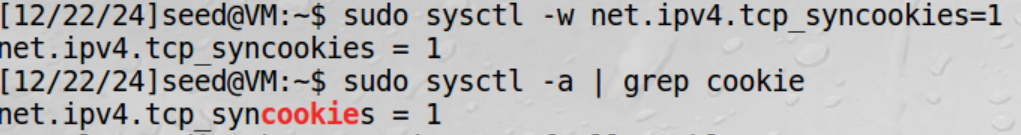 [12/22/24]seed@VM:~$ sudo sysctl -w net.ipv4.tcp_syncookies=1
net.ipv4.tcp_syncookies = 1
[12/22/24]seed@VM:~$ sudo sysctl -a | grep cookie
net.ipv4.tcp_syncookies = 1